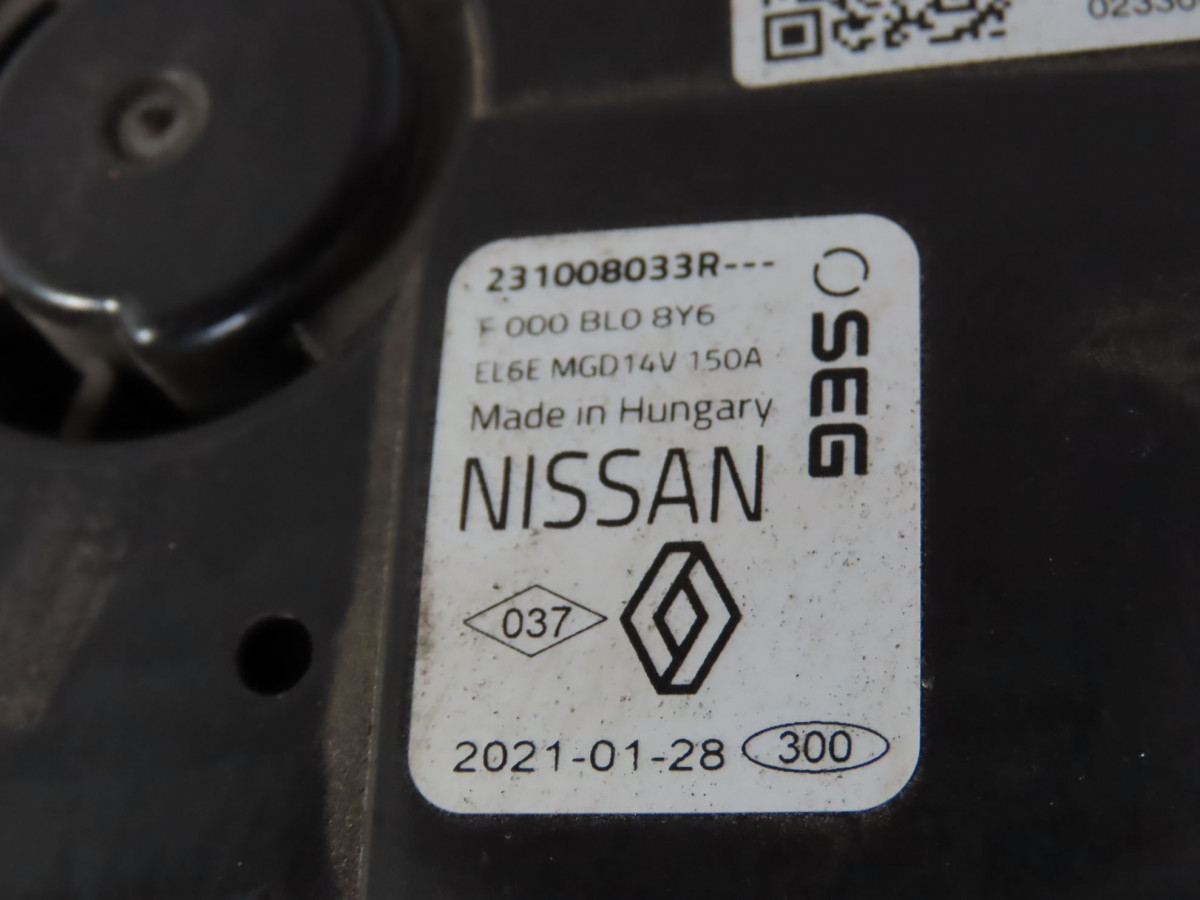 231008033R---
F 000 BL0 8Y6
EL6E MGD14V 150A
Made in Hungary
SEG
NISSAN
037
2021-01-28 300